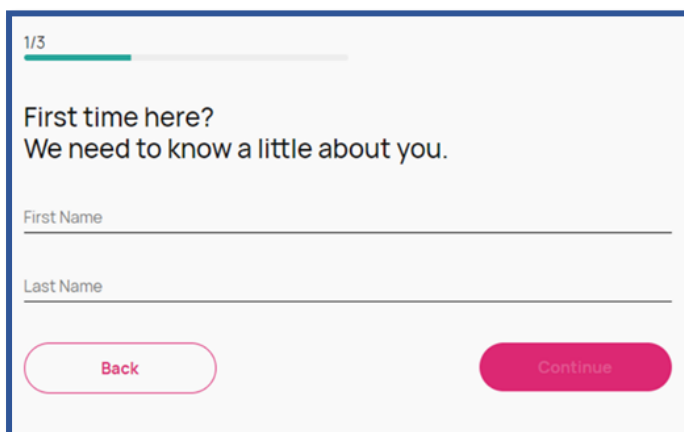 1/3
First time here?
We need to know a little about you.
First Name
Last Name
Back
Continue